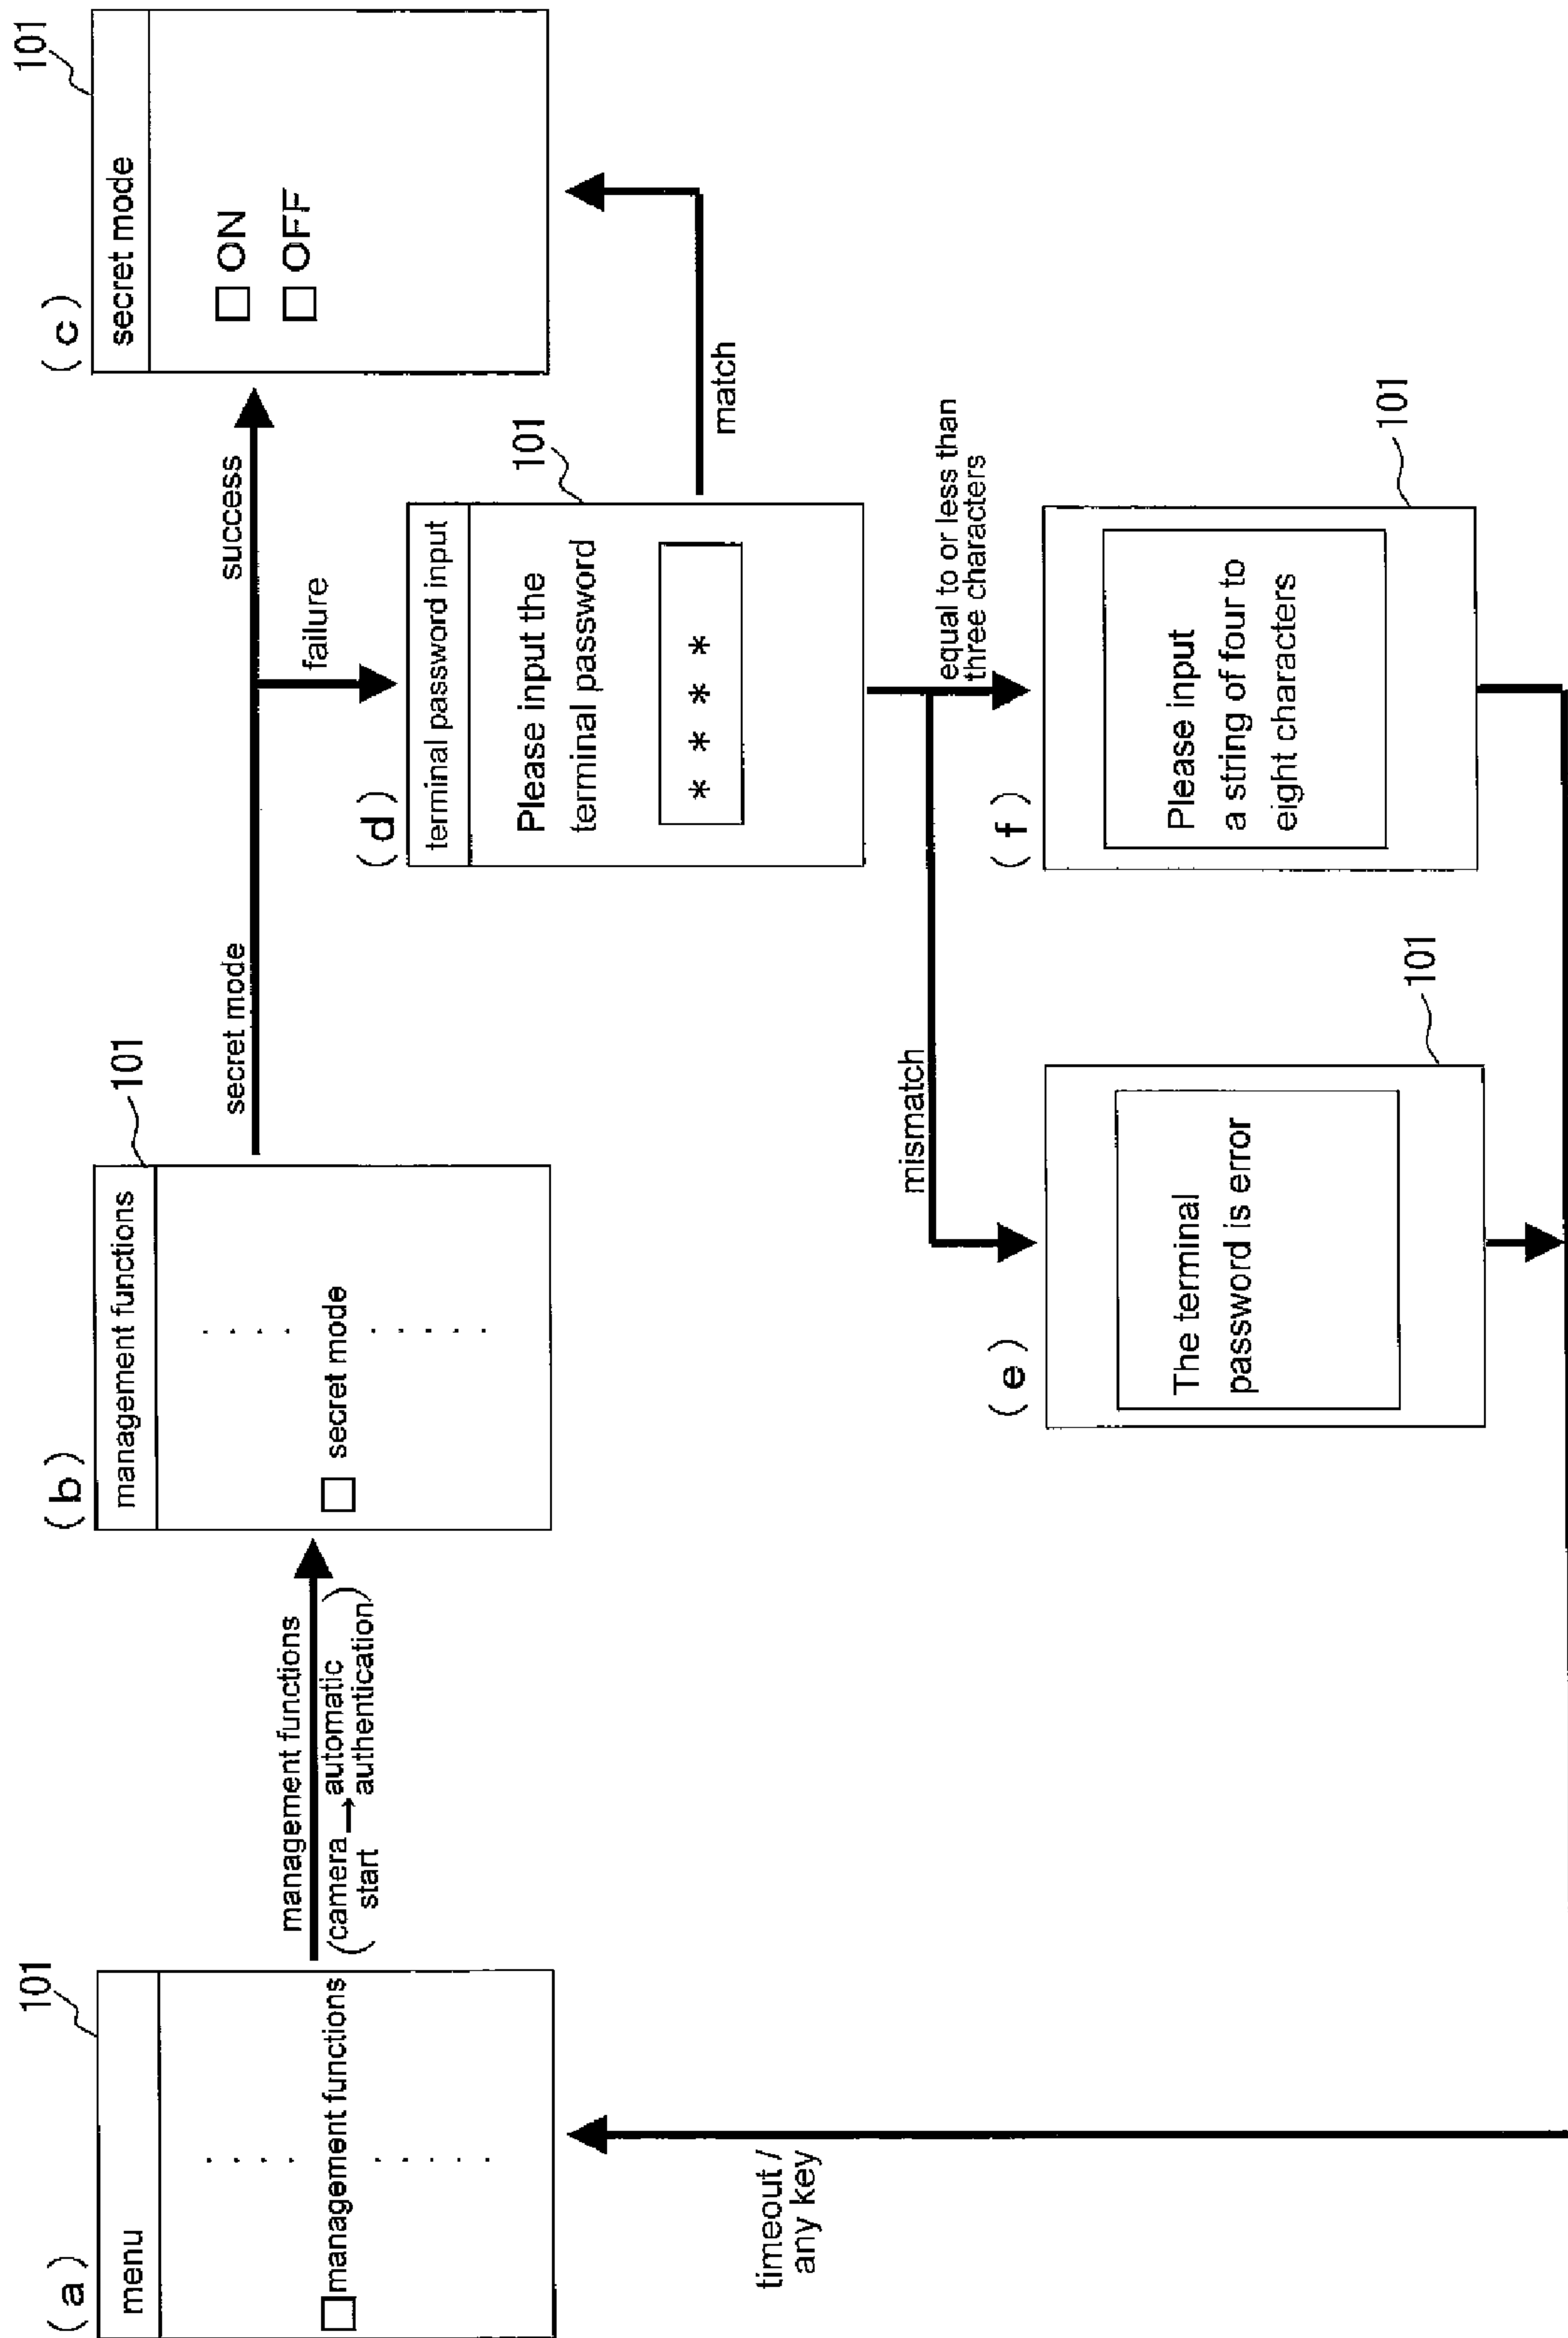 (a)
101
menu
. . . .
management functions
. . . . .
management functions
(camera → automatic
start authentication)
(b)
101
management functions
. . . .
secret mode
. . . . .
secret mode
success
failure
(c)
101
secret mode
ON
OFF
(d)
101
terminal password input
Please input the
terminal password
* * * *
match
mismatch
equal to or less than
three characters
(e)
101
The terminal
password is error
(f)
101
Please input
a string of four to
eight characters
timeout /
any key